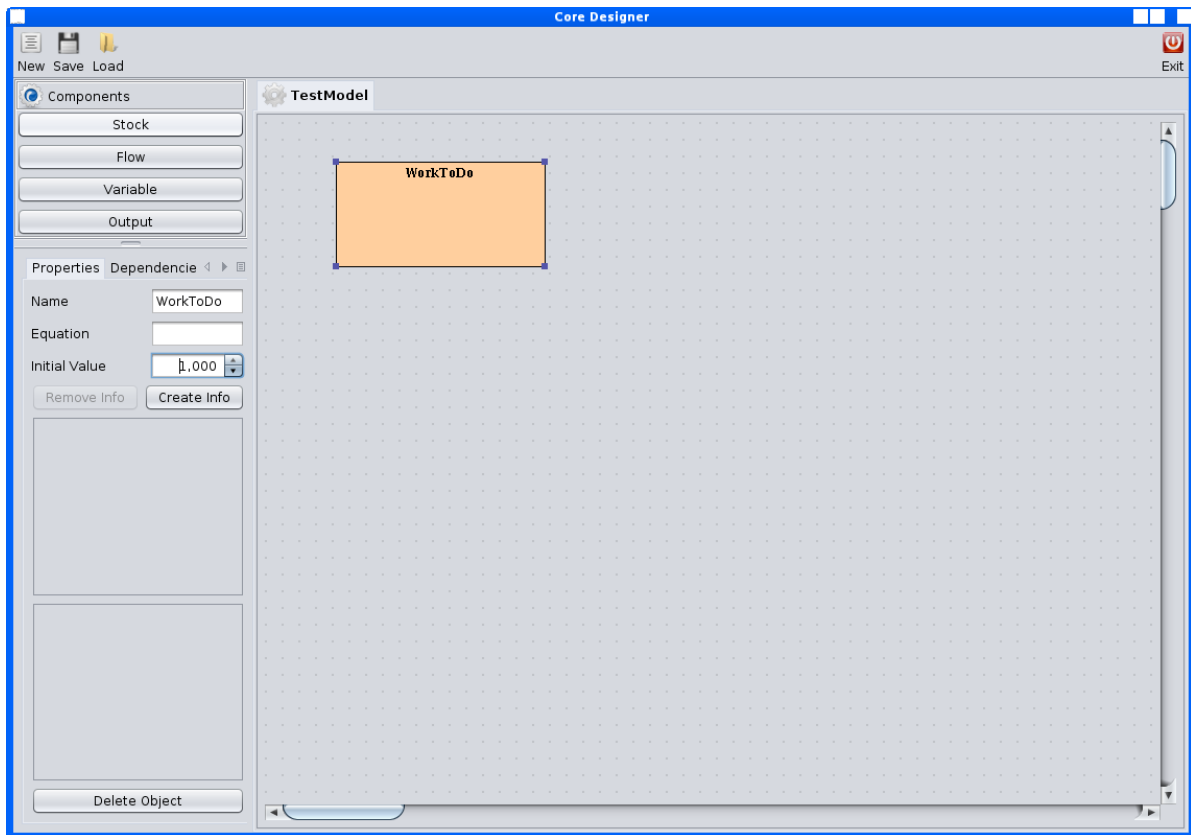 Core Designer
New Save Load
Exit
Components
Stock
Flow
Variable
Output
TestModel
WorkToDo
Properties Dependencie
Name WorkToDo
Equation
Initial Value 1,000
Remove Info Create Info
Delete Object